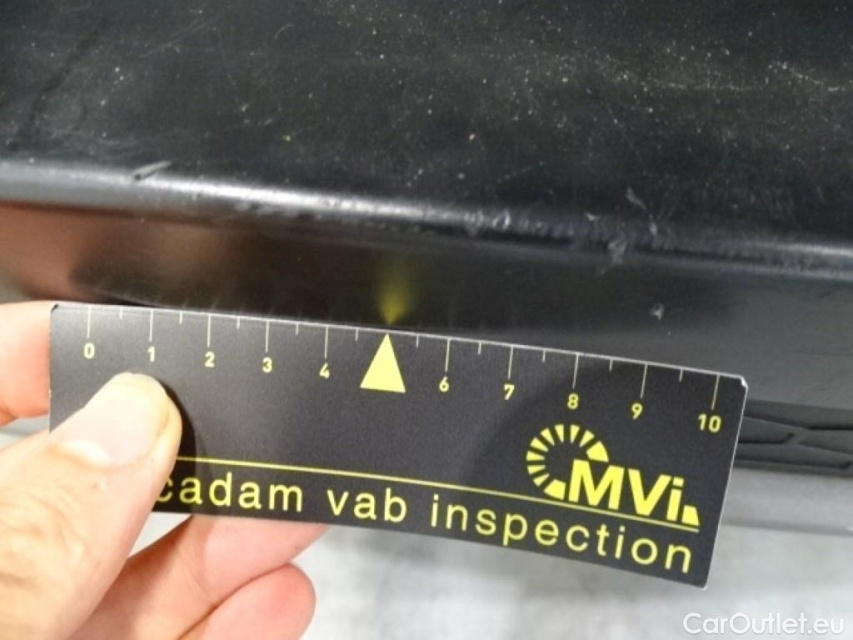 0 1 2 3 4 6 7 8 9 10
MVi
cadam vab inspection
CarOutlet.eu